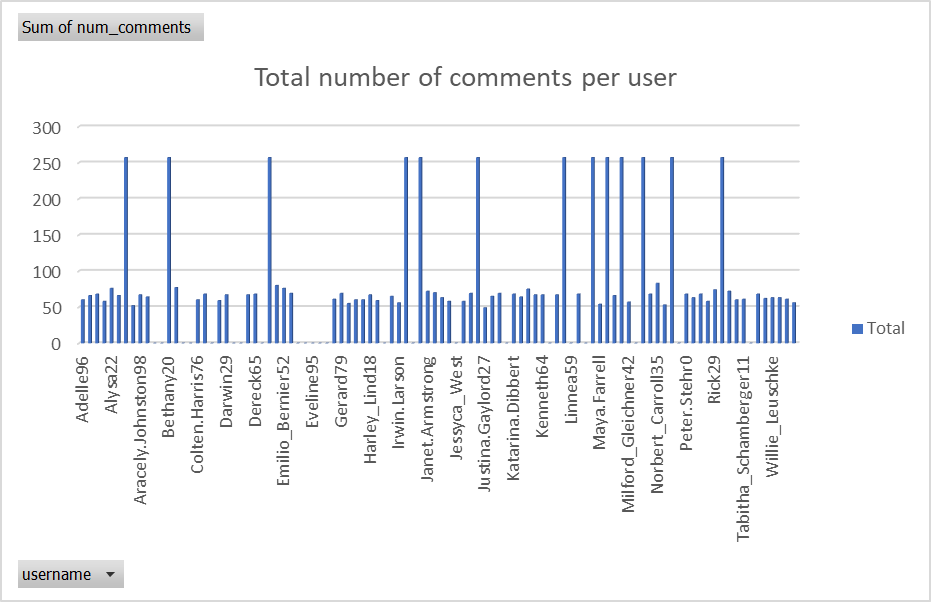 Sum of num_comments
Total number of comments per user
300
250
200
150
100
50
0
Adelle96
Alysa22
Aracely.Johnston98
Bethany20
Colten.Harris76
Darwin29
Dereck65
Emilio_Bernier52
Eveline95
Gerard79
Harley_Lind18
Irwin.Larson
Janet.Armstrong
Jessyca_West
Justina.Gaylord27
Katarina.Dibbert
Kenneth64
Linnea59
Maya.Farrell
Milford_Gleichner42
Norbert_Carroll35
Peter.Stehr0
Rick29
Tabitha_Schamberger11
Willie_Leuschke
Total
username